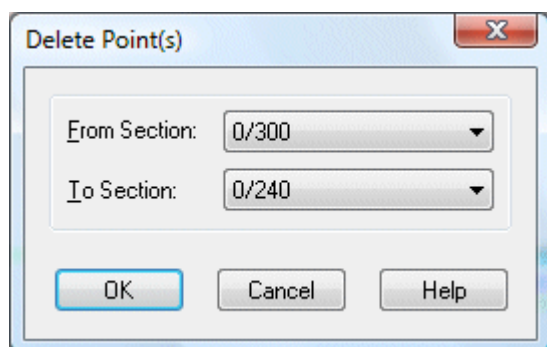 Delete Point(s)
From Section: 0/300
To Section: 0/240
OK Cancel Help